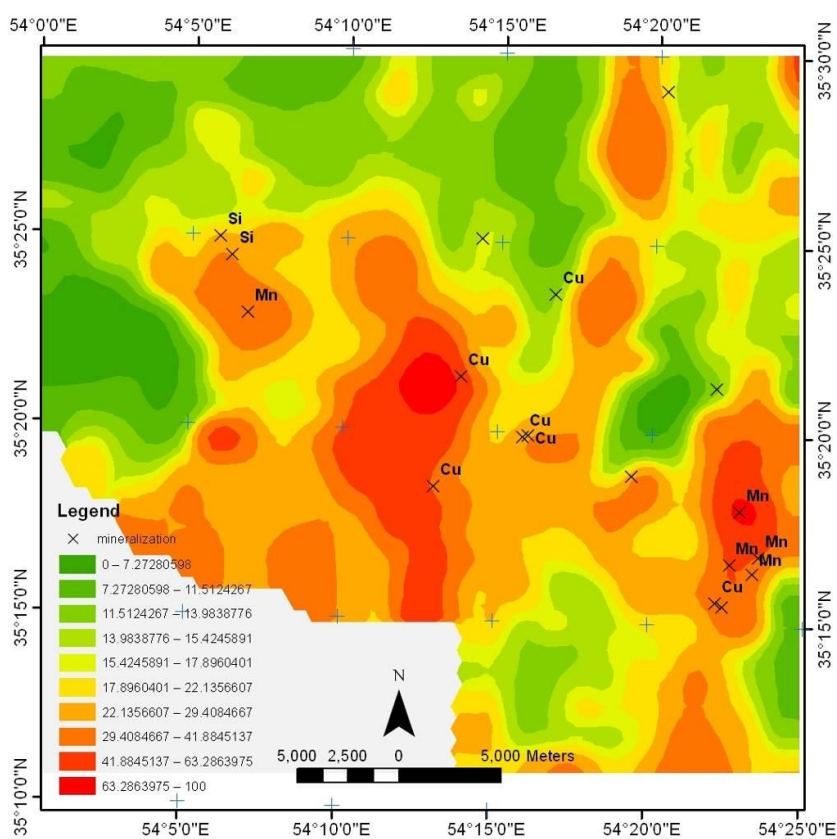 54°0'0"E 54°5'0"E 54°10'0"E 54°15'0"E 54°20'0"E
35°30'0"N
35°25'0"N
35°25'0"N
35°20'0"N
35°20'0"N
35°15'0"N
35°15'0"N
35°10'0"N
Si
Si
Mn
Cu
Cu
Cu
Cu
Cu
Mn
Mn
Mn
Mn
Cu
Legend
mineralization
0 – 7.27280598
7.27280598 – 11.5124267
11.5124267 – 13.9838776
13.9838776 – 15.4245891
15.4245891 – 17.8960401
17.8960401 – 22.1356607
22.1356607 – 29.4084667
29.4084667 – 41.8845137
41.8845137 – 63.2863975
63.2863975 – 100
N
5,000 2,500 0 5,000 Meters
54°5'0"E 54°10'0"E 54°15'0"E 54°20'0"E 54°25'0"E